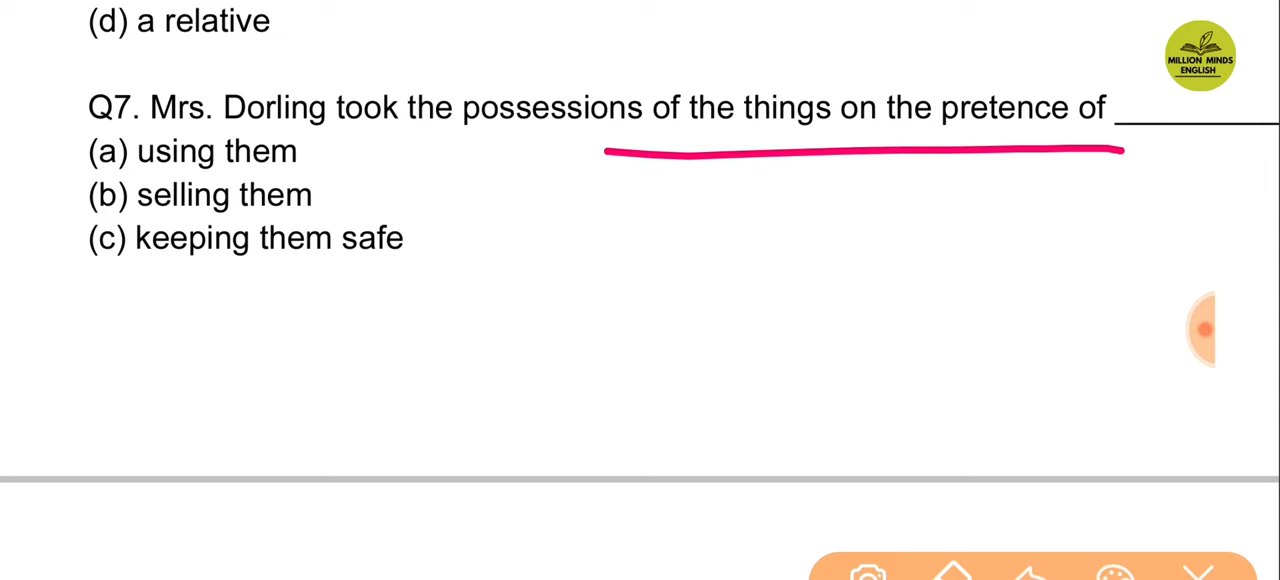 (d) a relative
MILLION MINDS
ENGLISH
Q7. Mrs. Dorling took the possessions of the things on the pretence of ___________
(a) using them
(b) selling them
(c) keeping them safe